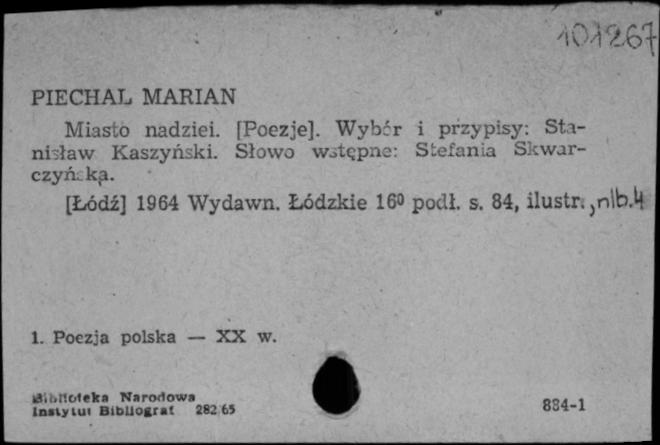 101267
PIECHAL MARIAN
Miasto nadziei. [Poezje]. Wybór i przypisy: Sta-
nisław Kaszyński. Słowo wstępne: Stefania Skwar-
czyńska.
[Łódź] 1964 Wydawn. Łódzkie 16⁰ podł. s. 84, ilustr., nlb. 4
1. Poezja polska — XX w.
Biblioteka Narodowa
Instytut Bibliograf. 282/65
884-1